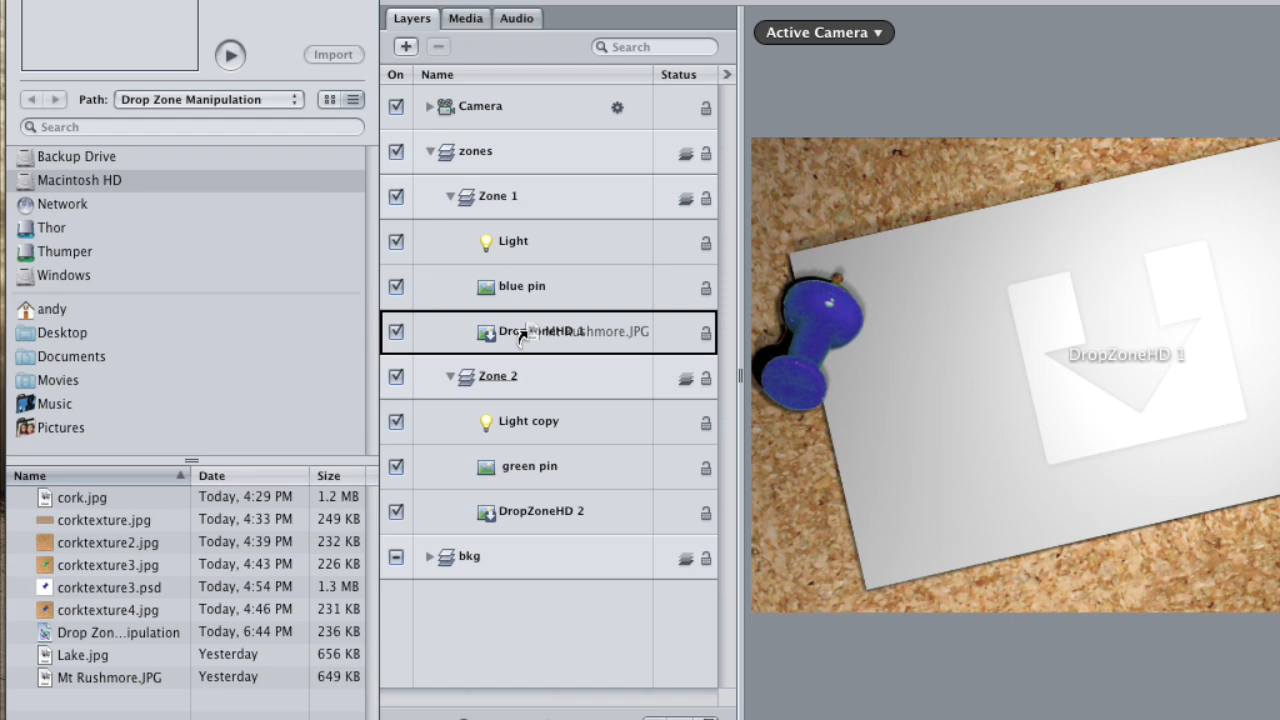 Import
Path: Drop Zone Manipulation
Search
Backup Drive
Macintosh HD
Network
Thor
Thumper
Windows
andy
Desktop
Documents
Movies
Music
Pictures
Name Date Size
cork.jpg Today, 4:29 PM 1.2 MB
corktexture.jpg Today, 4:33 PM 249 KB
corktexture2.jpg Today, 4:39 PM 232 KB
corktexture3.jpg Today, 4:43 PM 226 KB
corktexture3.psd Today, 4:54 PM 1.3 MB
corktexture4.jpg Today, 4:46 PM 231 KB
Drop Zon...ipulation Today, 6:44 PM 236 KB
Lake.jpg Yesterday 656 KB
Mt Rushmore.JPG Yesterday 649 KB
Layers Media Audio
Search
On Name Status
Camera
zones
Zone 1
Light
blue pin
DropZoneHD 1
Rushmore.JPG
Zone 2
Light copy
green pin
DropZoneHD 2
bkg
Active Camera
DropZoneHD 1